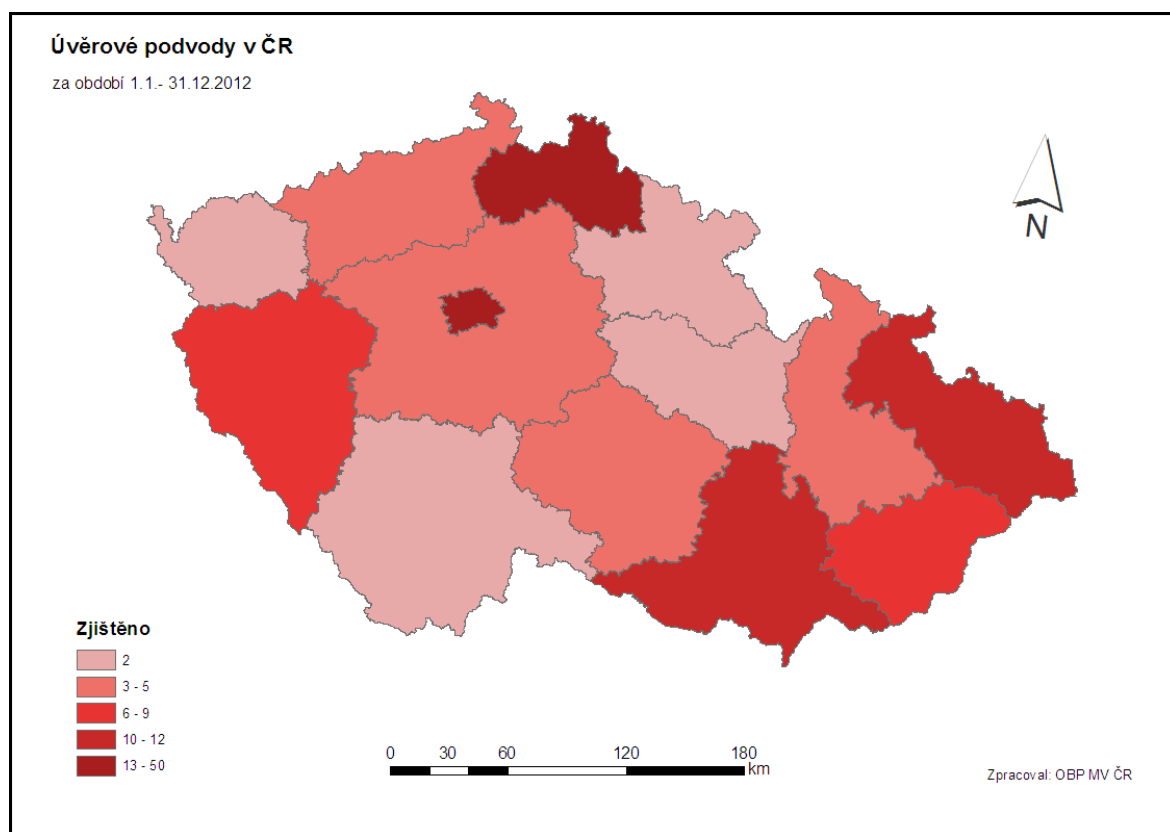 Úvěrové podvody v ČR
za období 1.1.- 31.12.2012
N
Zjištěno
2
3 - 5
6 - 9
10 - 12
13 - 50
0 30 60 120 180
km
Zpracoval: OBP MV ČR